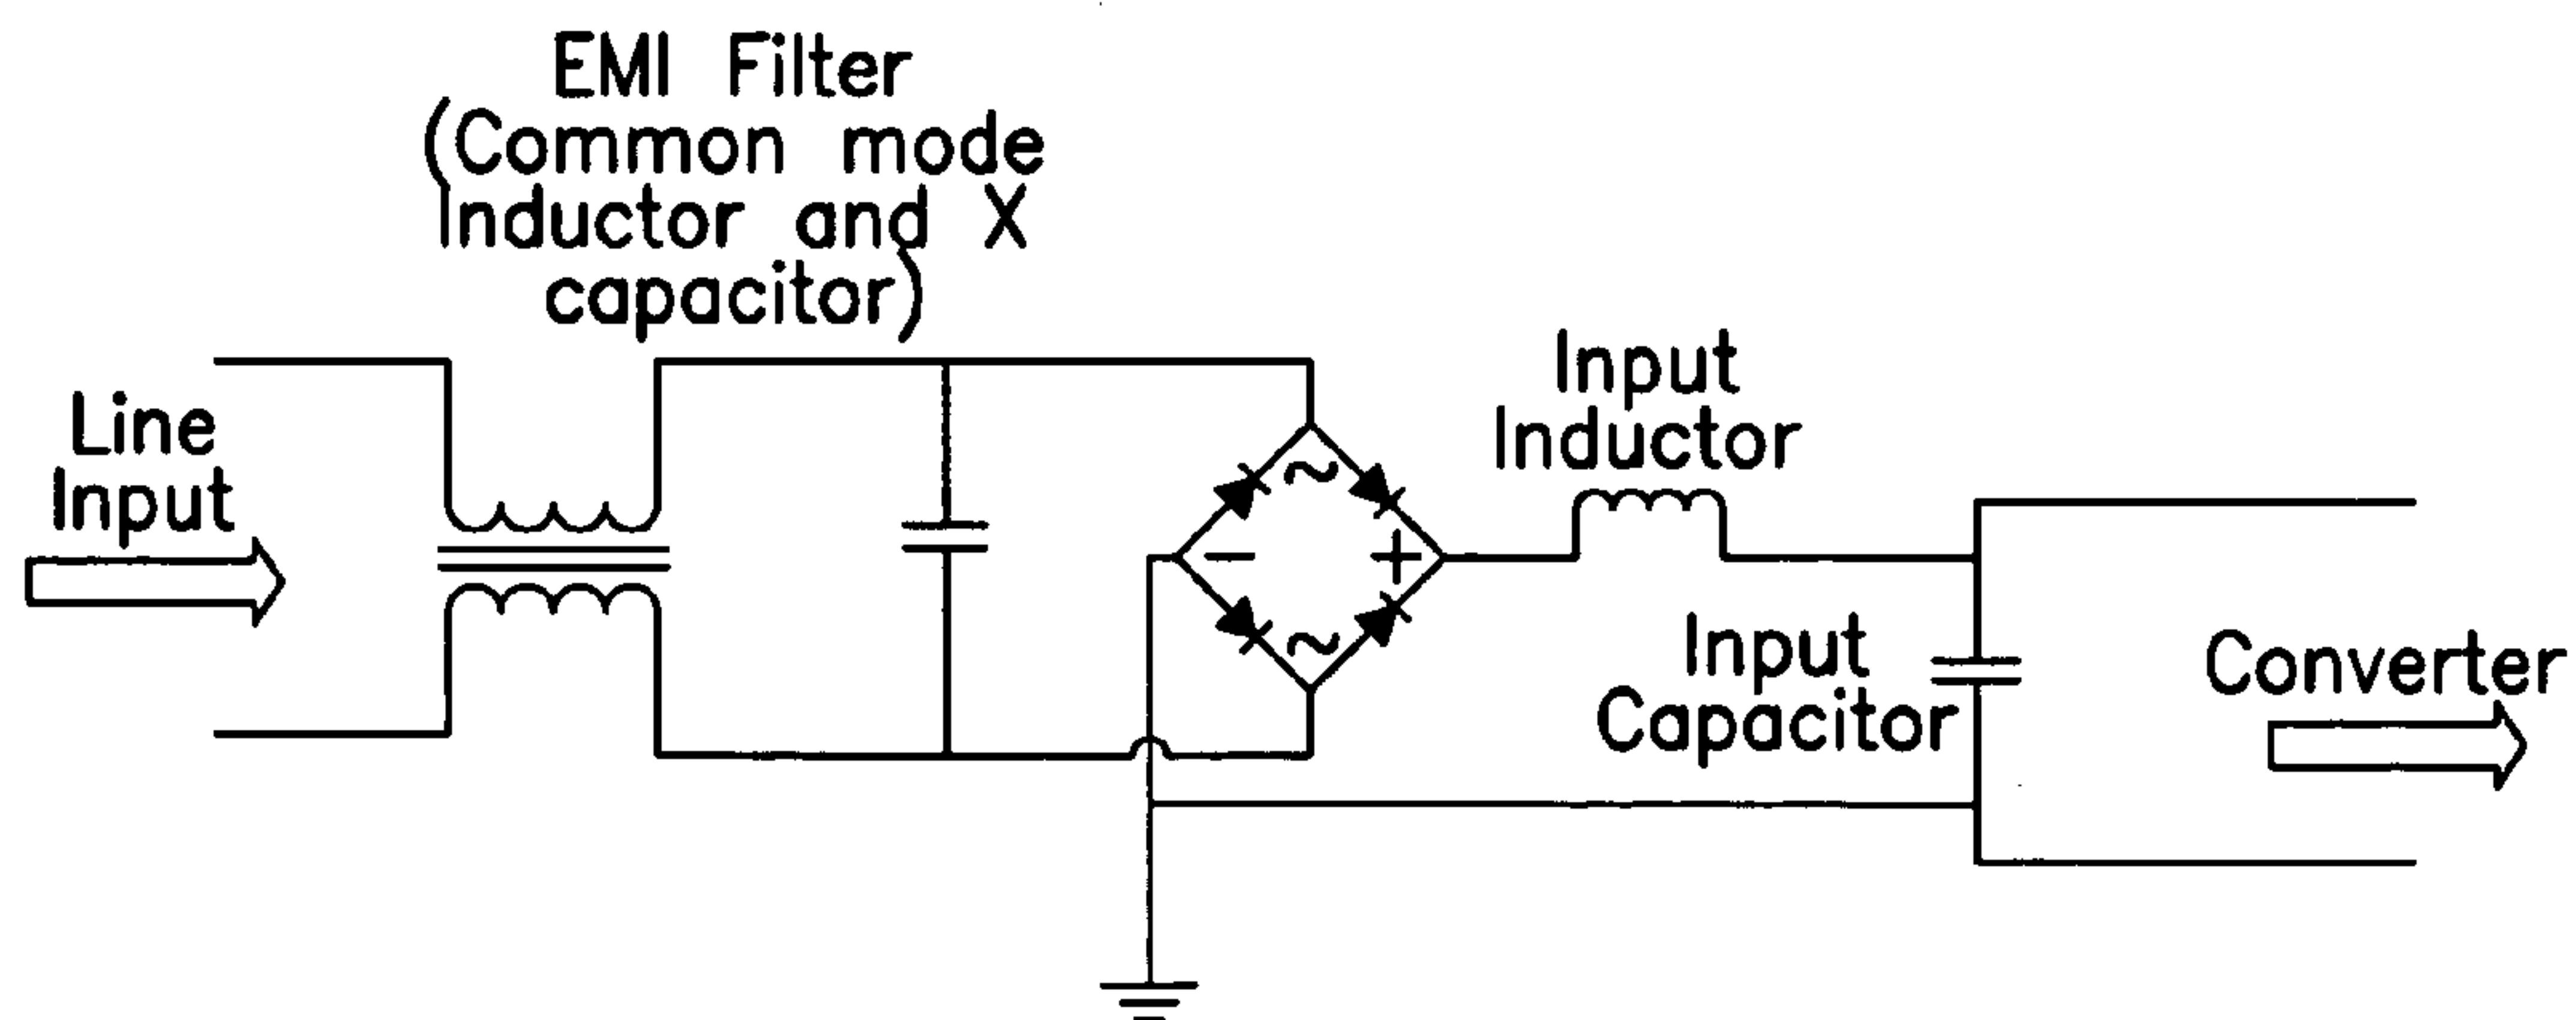 EMI Filter
(Common mode
Inductor and X
capacitor)
Line
Input
Input
Inductor
~
− +
~
Input
Capacitor
Converter